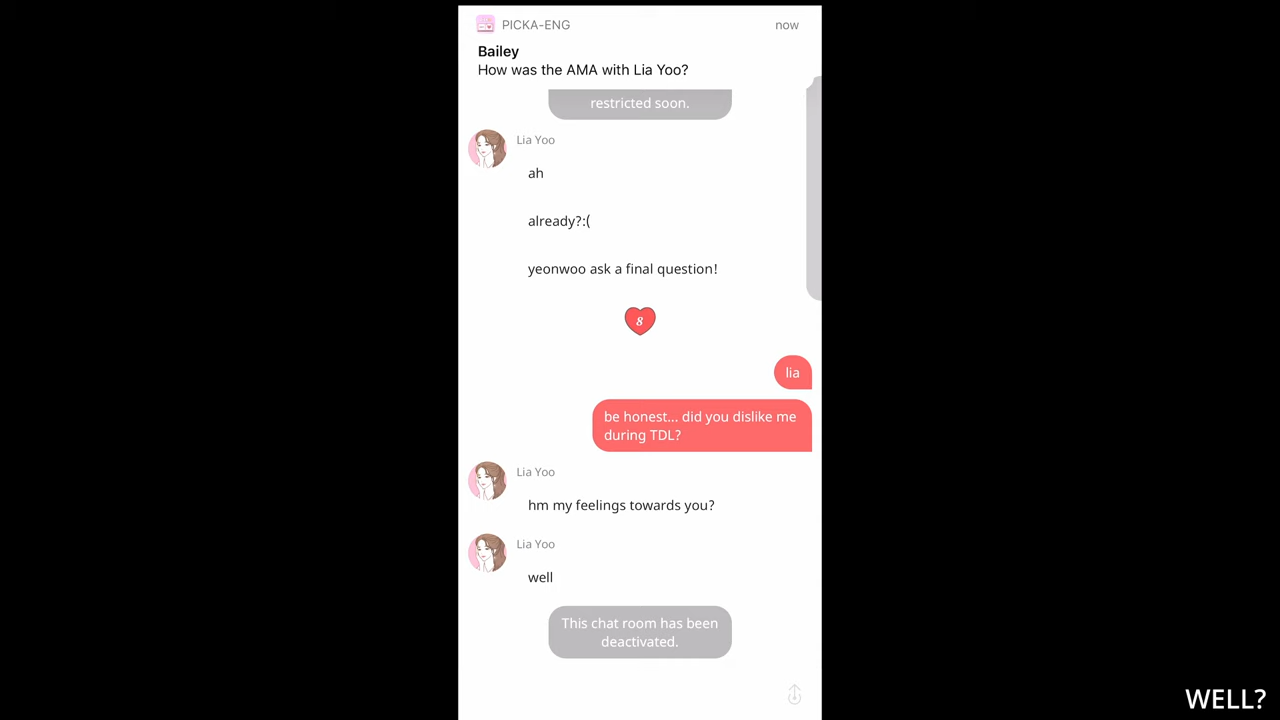 PICKA-ENG
now
Bailey
How was the AMA with Lia Yoo?
restricted soon.
Lia Yoo
ah
already?:(
yeonwoo ask a final question!
8
lia
be honest... did you dislike me
during TDL?
Lia Yoo
hm my feelings towards you?
Lia Yoo
well
This chat room has been
deactivated.
WELL?